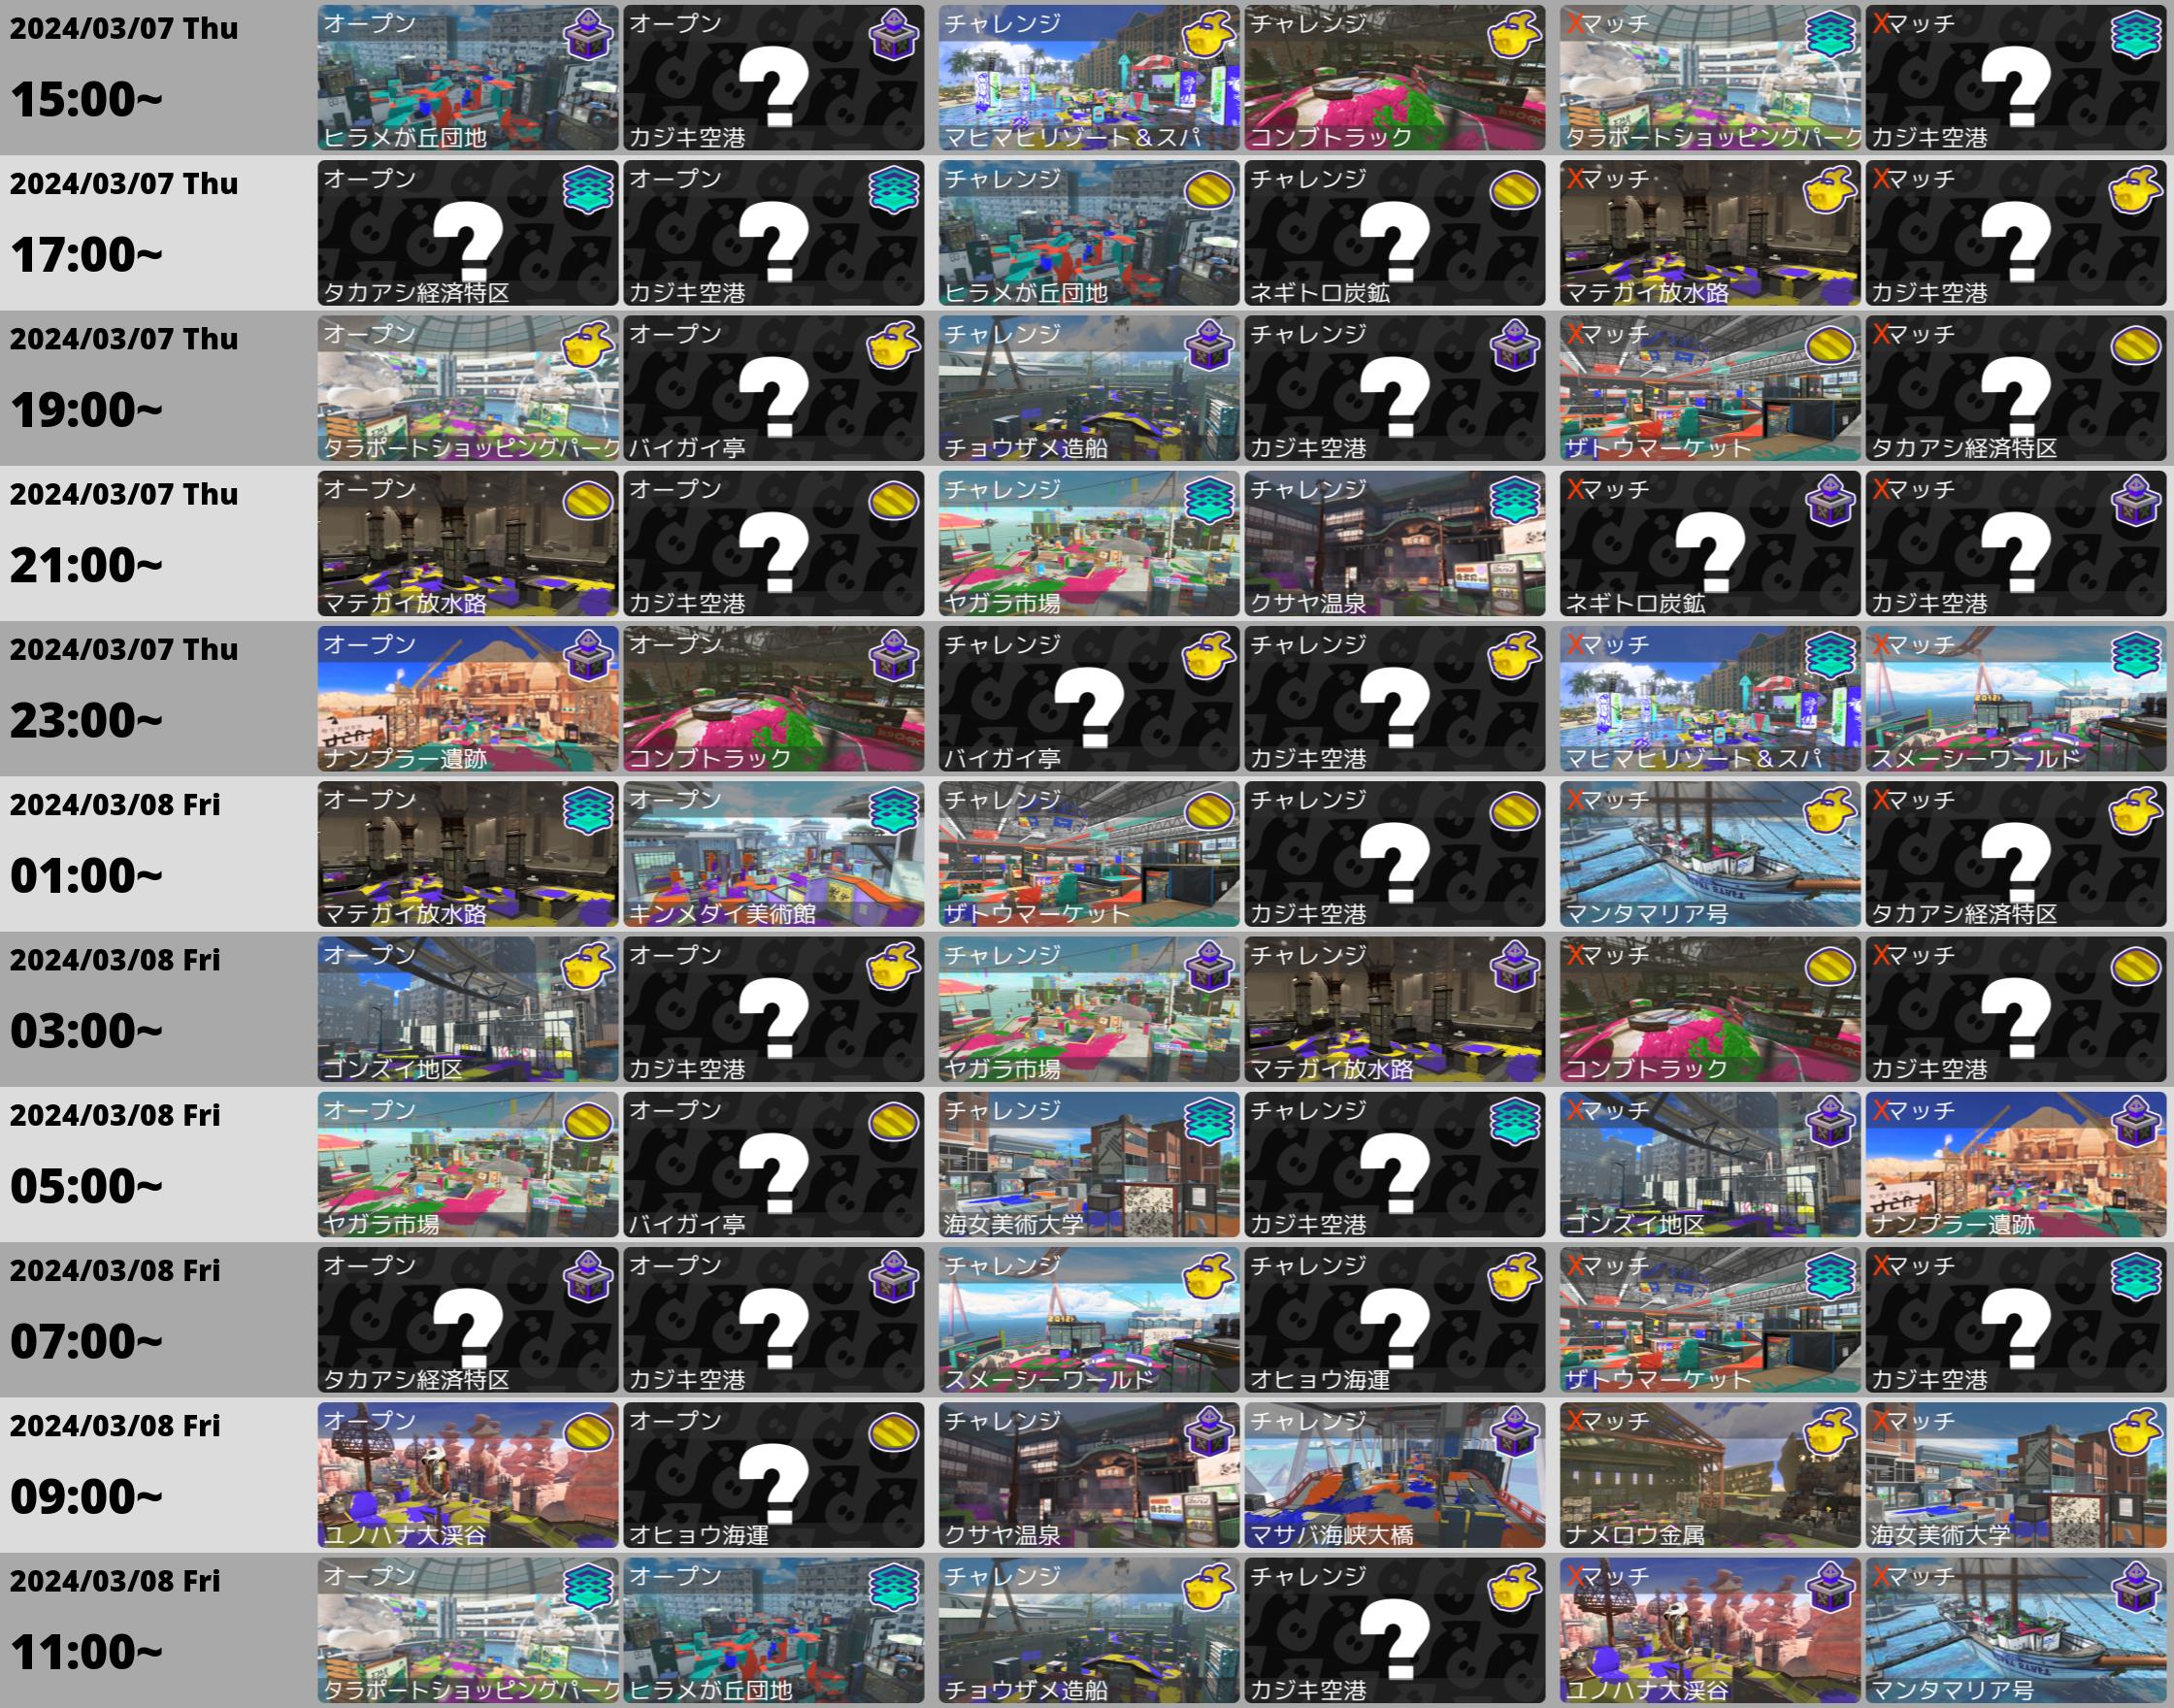 2024/03/07 Thu
15:00~
オープン
ヒラメが丘団地
オープン
カジキ空港
チャレンジ
マヒマヒリゾート＆スパ
チャレンジ
コンブトラック
Xマッチ
タラポートショッピングパーク
Xマッチ
カジキ空港
2024/03/07 Thu
17:00~
オープン
タカアシ経済特区
オープン
カジキ空港
チャレンジ
ヒラメが丘団地
チャレンジ
ネギトロ炭鉱
Xマッチ
マテガイ放水路
Xマッチ
カジキ空港
2024/03/07 Thu
19:00~
オープン
タラポートショッピングパーク
オープン
バイガイ亭
チャレンジ
チョウザメ造船
チャレンジ
カジキ空港
Xマッチ
ザトウマーケット
Xマッチ
タカアシ経済特区
2024/03/07 Thu
21:00~
オープン
マテガイ放水路
オープン
カジキ空港
チャレンジ
ヤガラ市場
チャレンジ
クサヤ温泉
Xマッチ
ネギトロ炭鉱
Xマッチ
カジキ空港
2024/03/07 Thu
23:00~
オープン
ナンプラー遺跡
オープン
コンブトラック
チャレンジ
バイガイ亭
チャレンジ
カジキ空港
Xマッチ
マヒマヒリゾート＆スパ
Xマッチ
スメーシーワールド
2024/03/08 Fri
01:00~
オープン
マテガイ放水路
オープン
キンメダイ美術館
チャレンジ
ザトウマーケット
チャレンジ
カジキ空港
Xマッチ
マンタマリア号
Xマッチ
タカアシ経済特区
2024/03/08 Fri
03:00~
オープン
ゴンズイ地区
オープン
カジキ空港
チャレンジ
ヤガラ市場
チャレンジ
マテガイ放水路
Xマッチ
コンブトラック
Xマッチ
カジキ空港
2024/03/08 Fri
05:00~
オープン
ヤガラ市場
オープン
バイガイ亭
チャレンジ
海女美術大学
チャレンジ
カジキ空港
Xマッチ
ゴンズイ地区
Xマッチ
ナンプラー遺跡
2024/03/08 Fri
07:00~
オープン
タカアシ経済特区
オープン
カジキ空港
チャレンジ
スメーシーワールド
チャレンジ
オヒョウ海運
Xマッチ
ザトウマーケット
Xマッチ
カジキ空港
2024/03/08 Fri
09:00~
オープン
ユノハナ大渓谷
オープン
オヒョウ海運
チャレンジ
クサヤ温泉
チャレンジ
マサバ海峡大橋
Xマッチ
ナメロウ金属
Xマッチ
海女美術大学
2024/03/08 Fri
11:00~
オープン
タラポートショッピングパーク
オープン
ヒラメが丘団地
チャレンジ
チョウザメ造船
チャレンジ
カジキ空港
Xマッチ
ユノハナ大渓谷
Xマッチ
マンタマリア号